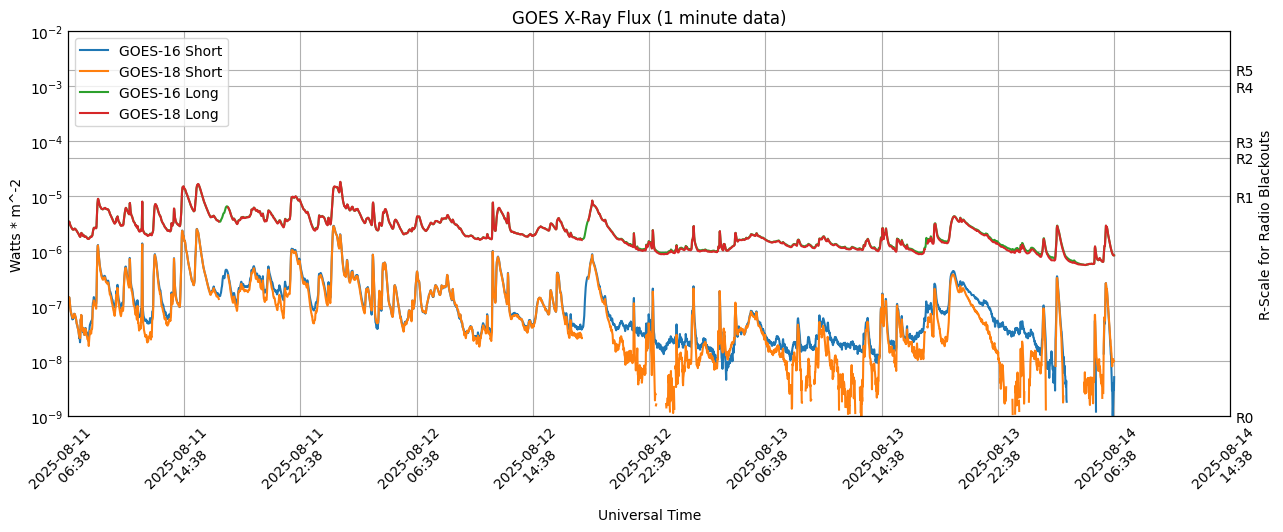 GOES X-Ray Flux (1 minute data)
GOES-16 Short
GOES-18 Short
GOES-16 Long
GOES-18 Long
10^-2
10^-3
10^-4
10^-5
10^-6
10^-7
10^-8
10^-9
Watts * m^-2
R5
R4
R3
R2
R1
R0
R-Scale for Radio Blackouts
2025-08-11
06:38
2025-08-11
14:38
2025-08-11
22:38
2025-08-12
06:38
2025-08-12
14:38
2025-08-12
22:38
2025-08-13
06:38
2025-08-13
14:38
2025-08-13
22:38
2025-08-14
06:38
2025-08-14
14:38
Universal Time